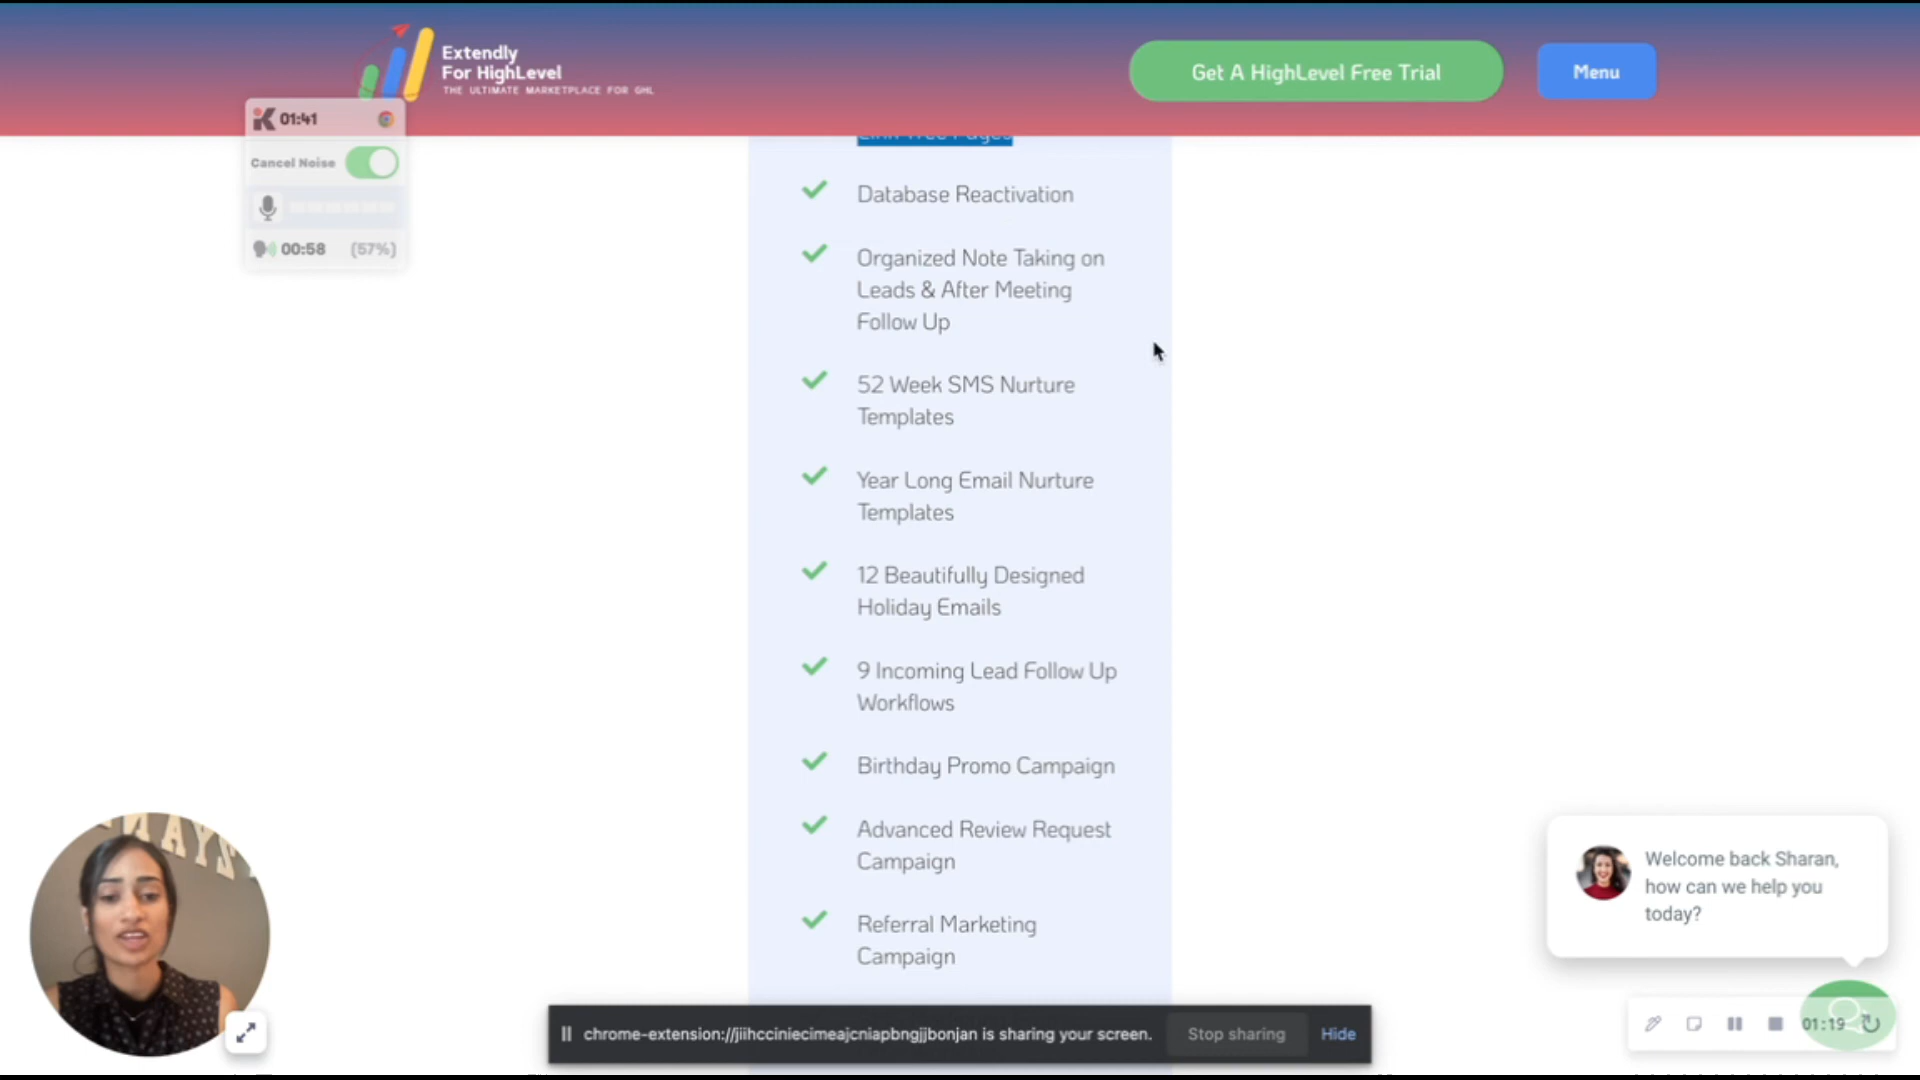 Extendly
For HighLevel
THE ULTIMATE MARKETPLACE FOR GHL
Get A HighLevel Free Trial
Menu
01:41
Cancel Noise
00:58 (57%)
Link Tree Pages
Database Reactivation
Organized Note Taking on
Leads & After Meeting
Follow Up
52 Week SMS Nurture
Templates
Year Long Email Nurture
Templates
12 Beautifully Designed
Holiday Emails
9 Incoming Lead Follow Up
Workflows
Birthday Promo Campaign
Advanced Review Request
Campaign
Referral Marketing
Campaign
Welcome back Sharan,
how can we help you
today?
chrome-extension://jiihcciniecimeajcniapbngjjbonjan is sharing your screen.
Stop sharing
Hide
01:19